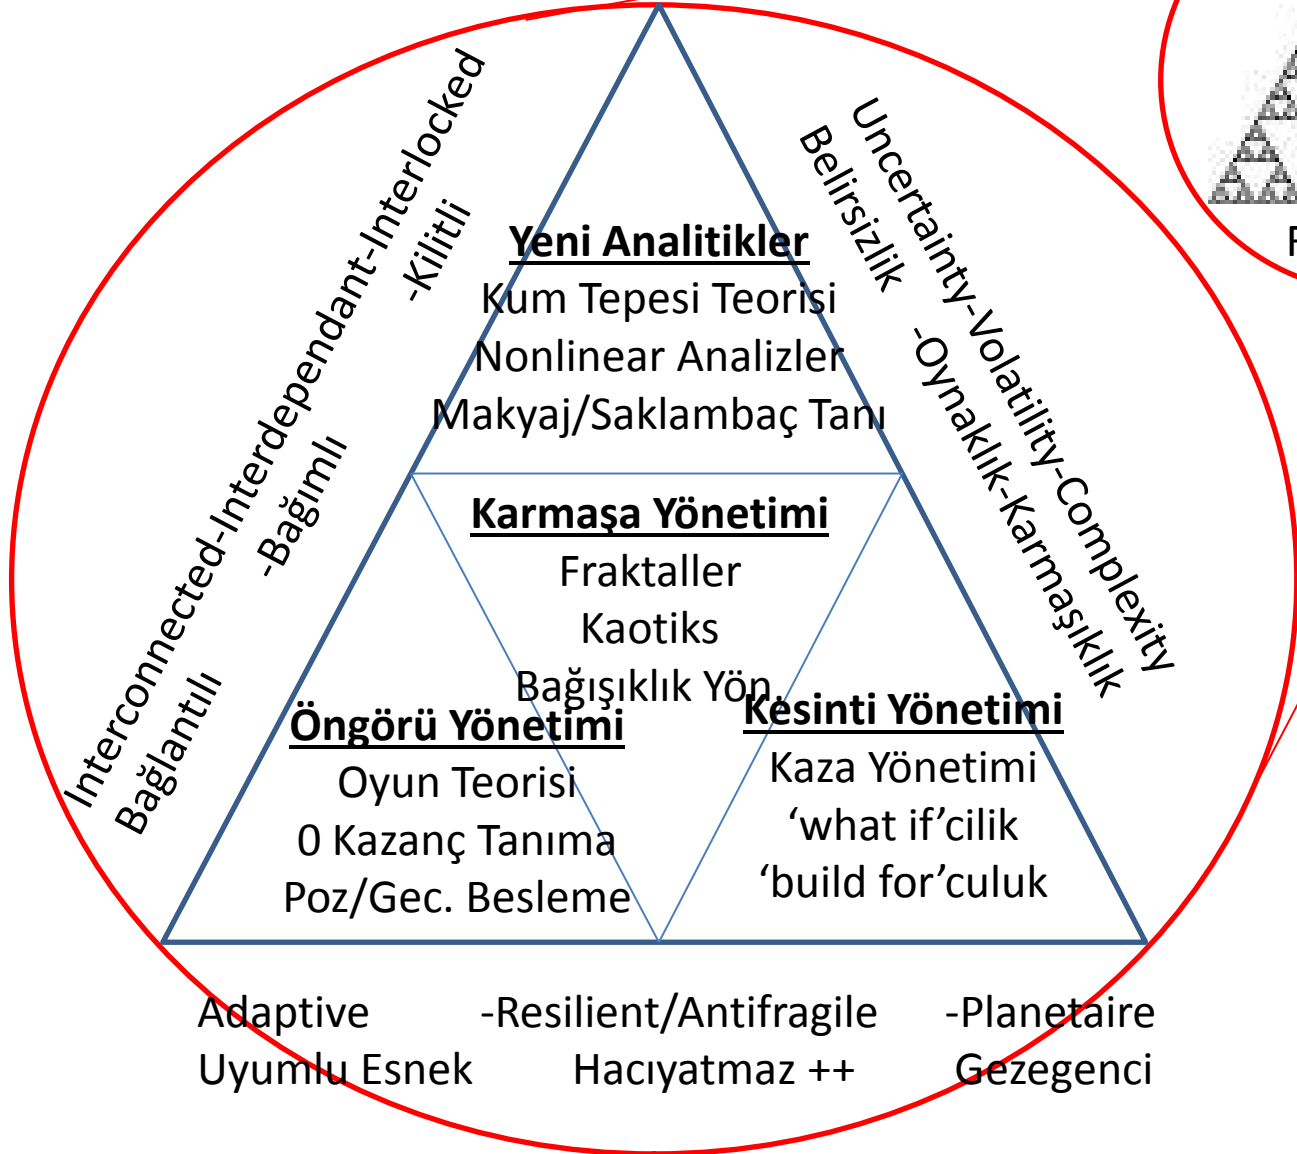 Interconnected-Interdependant-Interlocked
Bağlantılı -Bağımlı -Kilitli
Uncertainty-Volatility-Complexity
Belirsizlik -Oynaklık-Karmaşıklık
Yeni Analitikler
Kum Tepesi Teorisi
Nonlinear Analizler
Makyaj/Saklambaç Tanı
Karmaşa Yönetimi
Fraktaller
Kaotiks
Bağışıklık Yön.
Öngörü Yönetimi
Oyun Teorisi
0 Kazanç Tanıma
Poz/Gec. Besleme
Kesinti Yönetimi
Kaza Yönetimi
‘what if’cilik
‘build for’culuk
Adaptive -Resilient/Antifragile -Planetaire
Uyumlu Esnek Hacıyatmaz ++ Gezegenci